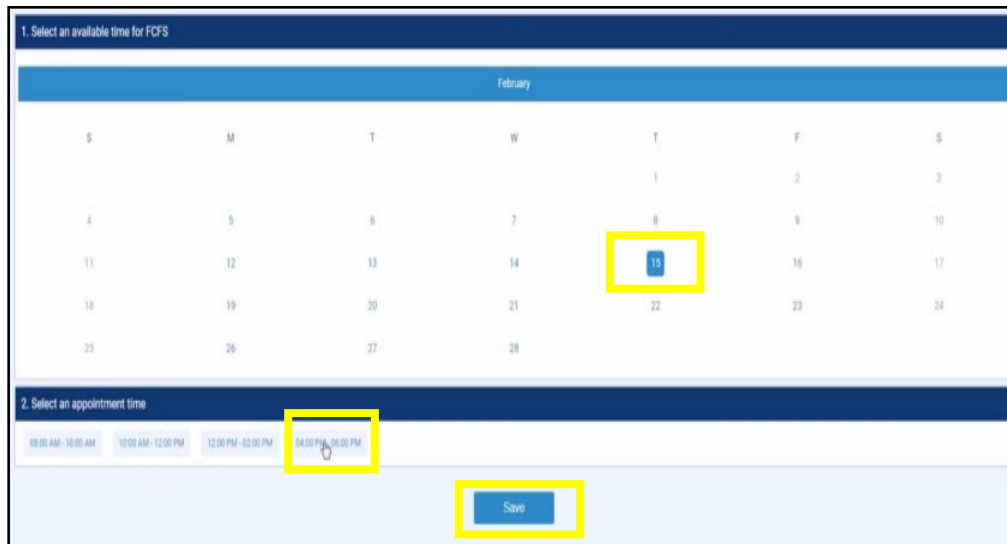 1. Select an available time for FCFS
February
S M T W T F S
1 2 3
4 5 6 7 8 9 10
11 12 13 14 15 16 17
18 19 20 21 22 23 24
25 26 27 28
2. Select an appointment time
08:00 AM - 10:00 AM 10:00 AM - 12:00 PM 12:00 PM - 02:00 PM 04:00 PM 06:00 PM
Save